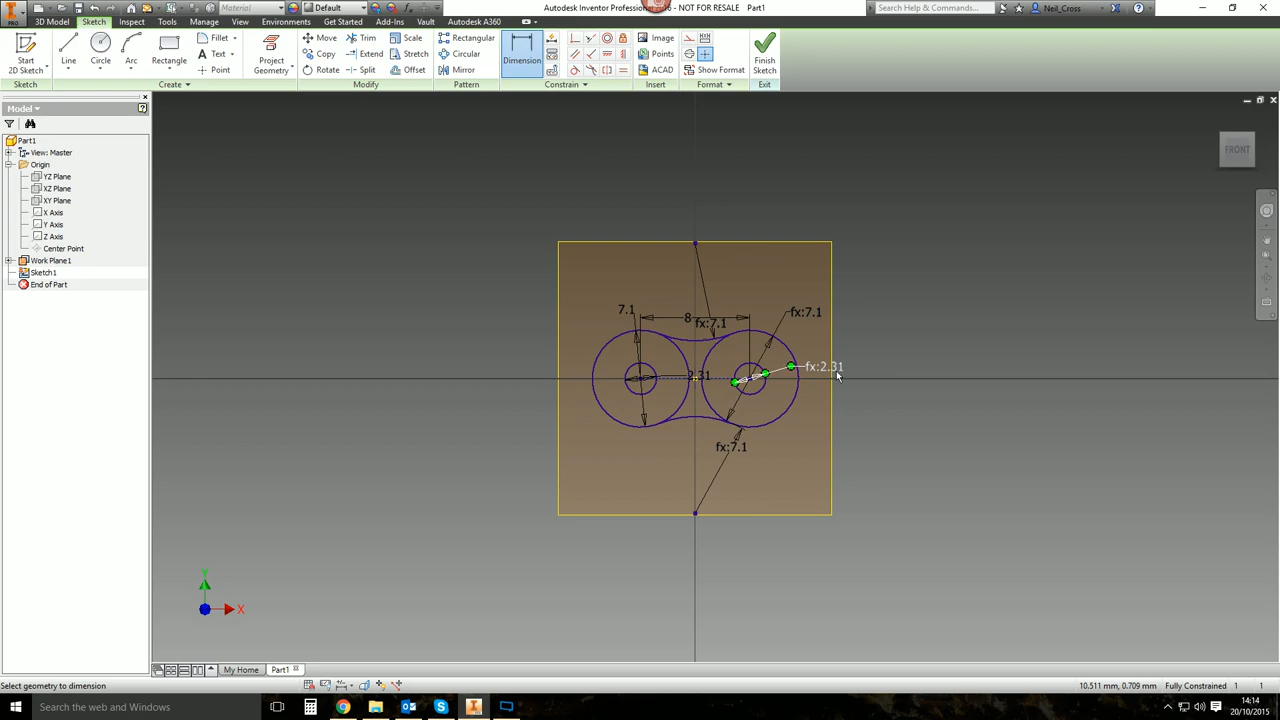 Material
Default
Autodesk Inventor Professional
- NOT FOR RESALE Part1
Search Help & Commands...
Neil_Cross
PRO
3D Model
Sketch
Inspect
Tools
Manage
View
Environments
Get Started
Add-Ins
Vault
Autodesk A360
Start
2D Sketch
Line
Circle
Arc
Rectangle
Fillet
Text
Point
Project
Geometry
Move
Trim
Scale
Copy
Extend
Stretch
Rotate
Split
Offset
Rectangular
Circular
Mirror
Dimension
Image
Points
ACAD
Show Format
Finish
Sketch
Sketch
Create
Modify
Pattern
Constrain
Insert
Format
Exit
Model
Part1
View: Master
Origin
YZ Plane
XZ Plane
XY Plane
X Axis
Y Axis
Z Axis
Center Point
Work Plane1
Sketch1
End of Part
FRONT
7.1
8
fx:7.1
fx:7.1
fx:2.31
2.31
fx:7.1
Y
X
My Home
Part1
Select geometry to dimension
10.511 mm, 0.709 mm
Fully Constrained
1
1
Search the web and Windows
14:14
20/10/2015